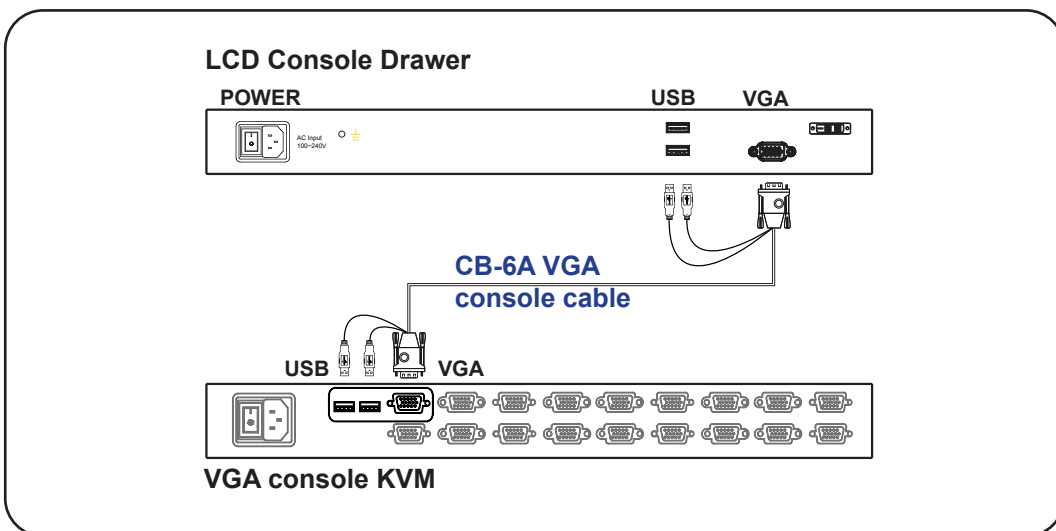 LCD Console Drawer
POWER
USB
VGA
AC Input
100~240V
CB-6A VGA
console cable
USB
VGA
VGA console KVM